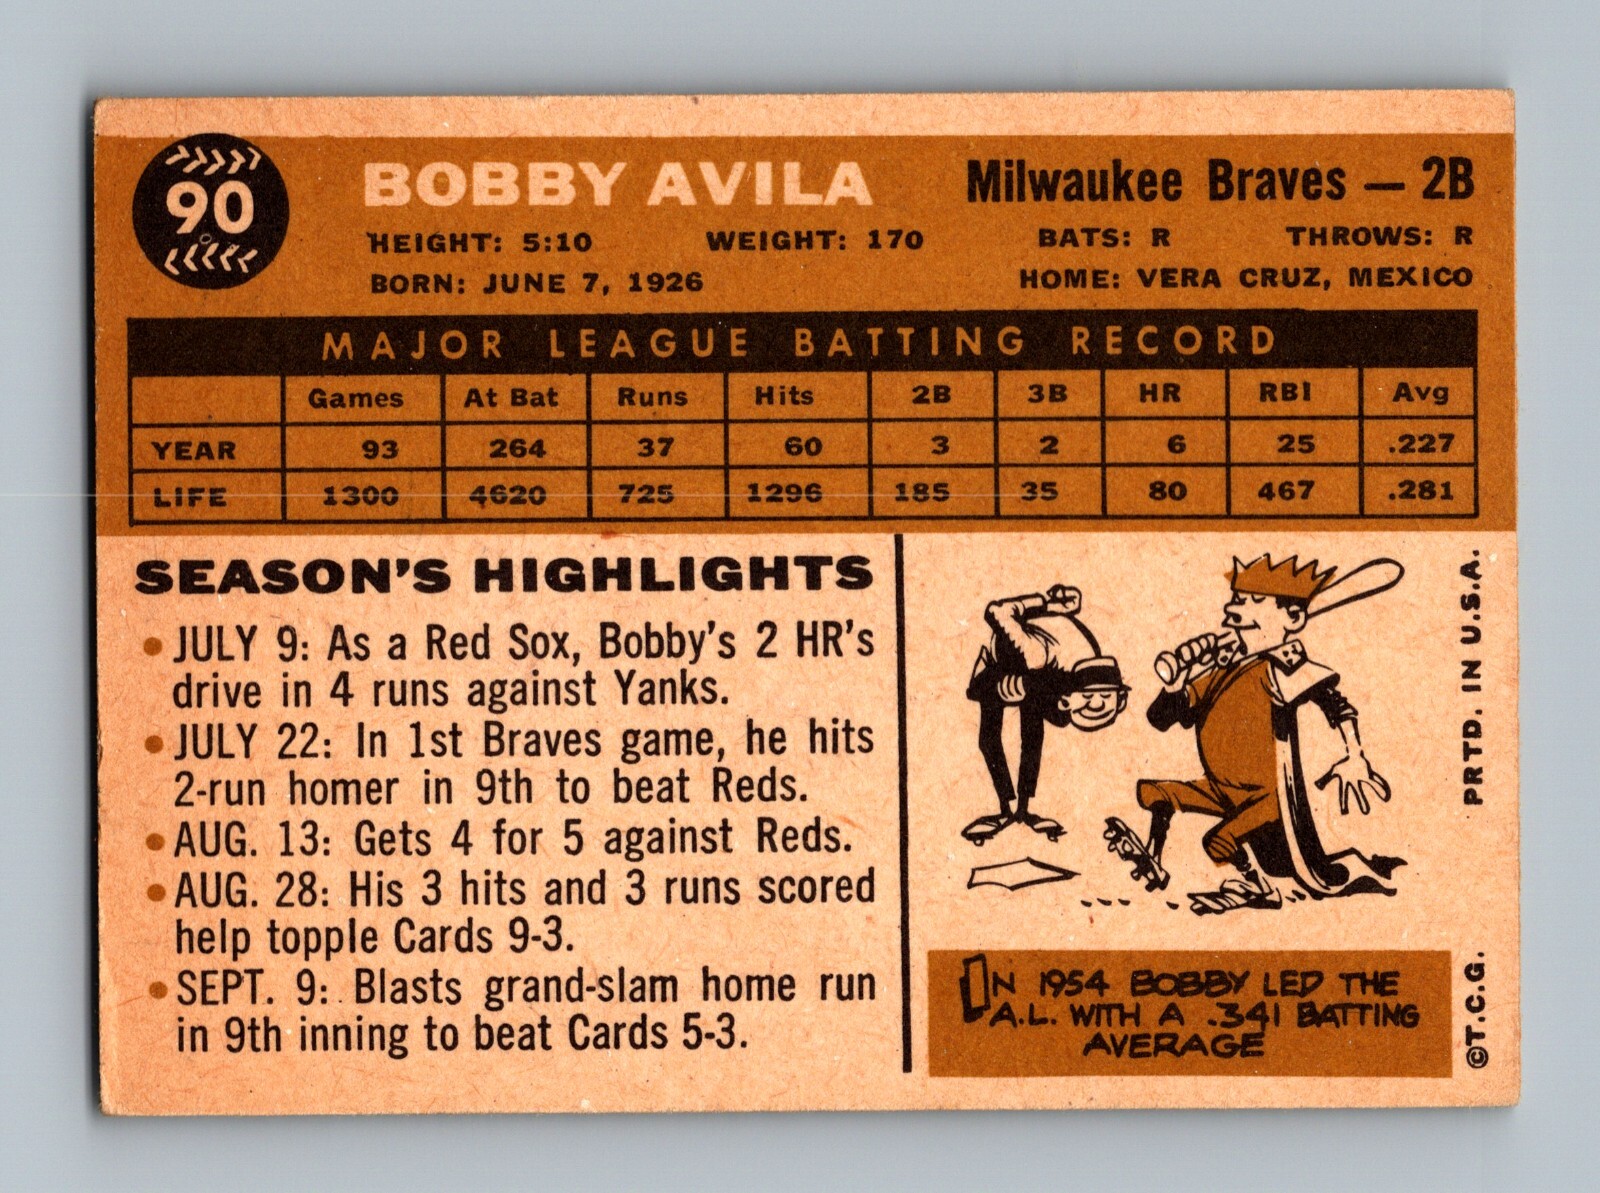 90
BOBBY AVILA
Milwaukee Braves — 2B
HEIGHT: 5:10 WEIGHT: 170 BATS: R THROWS: R
BORN: JUNE 7, 1926 HOME: VERA CRUZ, MEXICO
MAJOR LEAGUE BATTING RECORD
Games At Bat Runs Hits 2B 3B HR RBI Avg
YEAR 93 264 37 60 3 2 6 25 .227
LIFE 1300 4620 725 1296 185 35 80 467 .281
SEASON'S HIGHLIGHTS
• JULY 9: As a Red Sox, Bobby's 2 HR's
drive in 4 runs against Yanks.
• JULY 22: In 1st Braves game, he hits
2-run homer in 9th to beat Reds.
• AUG. 13: Gets 4 for 5 against Reds.
• AUG. 28: His 3 hits and 3 runs scored
help topple Cards 9-3.
• SEPT. 9: Blasts grand-slam home run
in 9th inning to beat Cards 5-3.
IN 1954 BOBBY LED THE
A.L. WITH A .341 BATTING
AVERAGE
©T.C.G. PRTD. IN U.S.A.